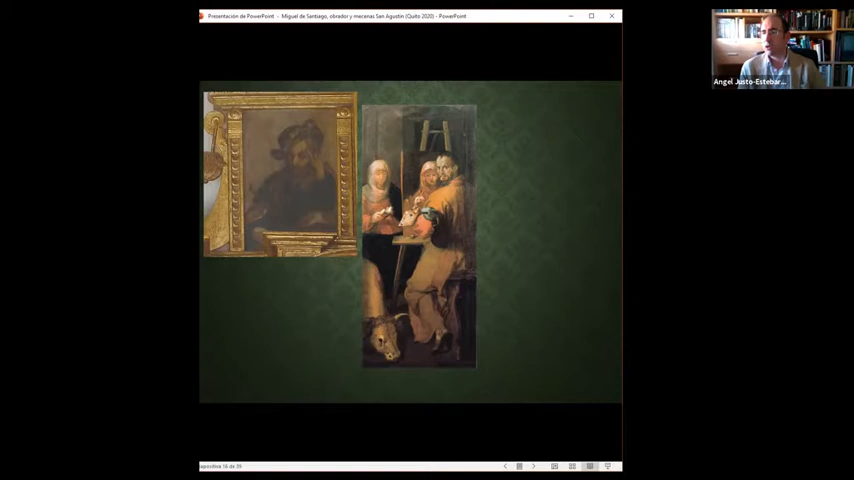 Presentación de PowerPoint - Miguel de Santiago, obrador y mecenas San Agustín (Quito 2020) - PowerPoint
Angel Justo-Estebar...
apositiva 16 de 39